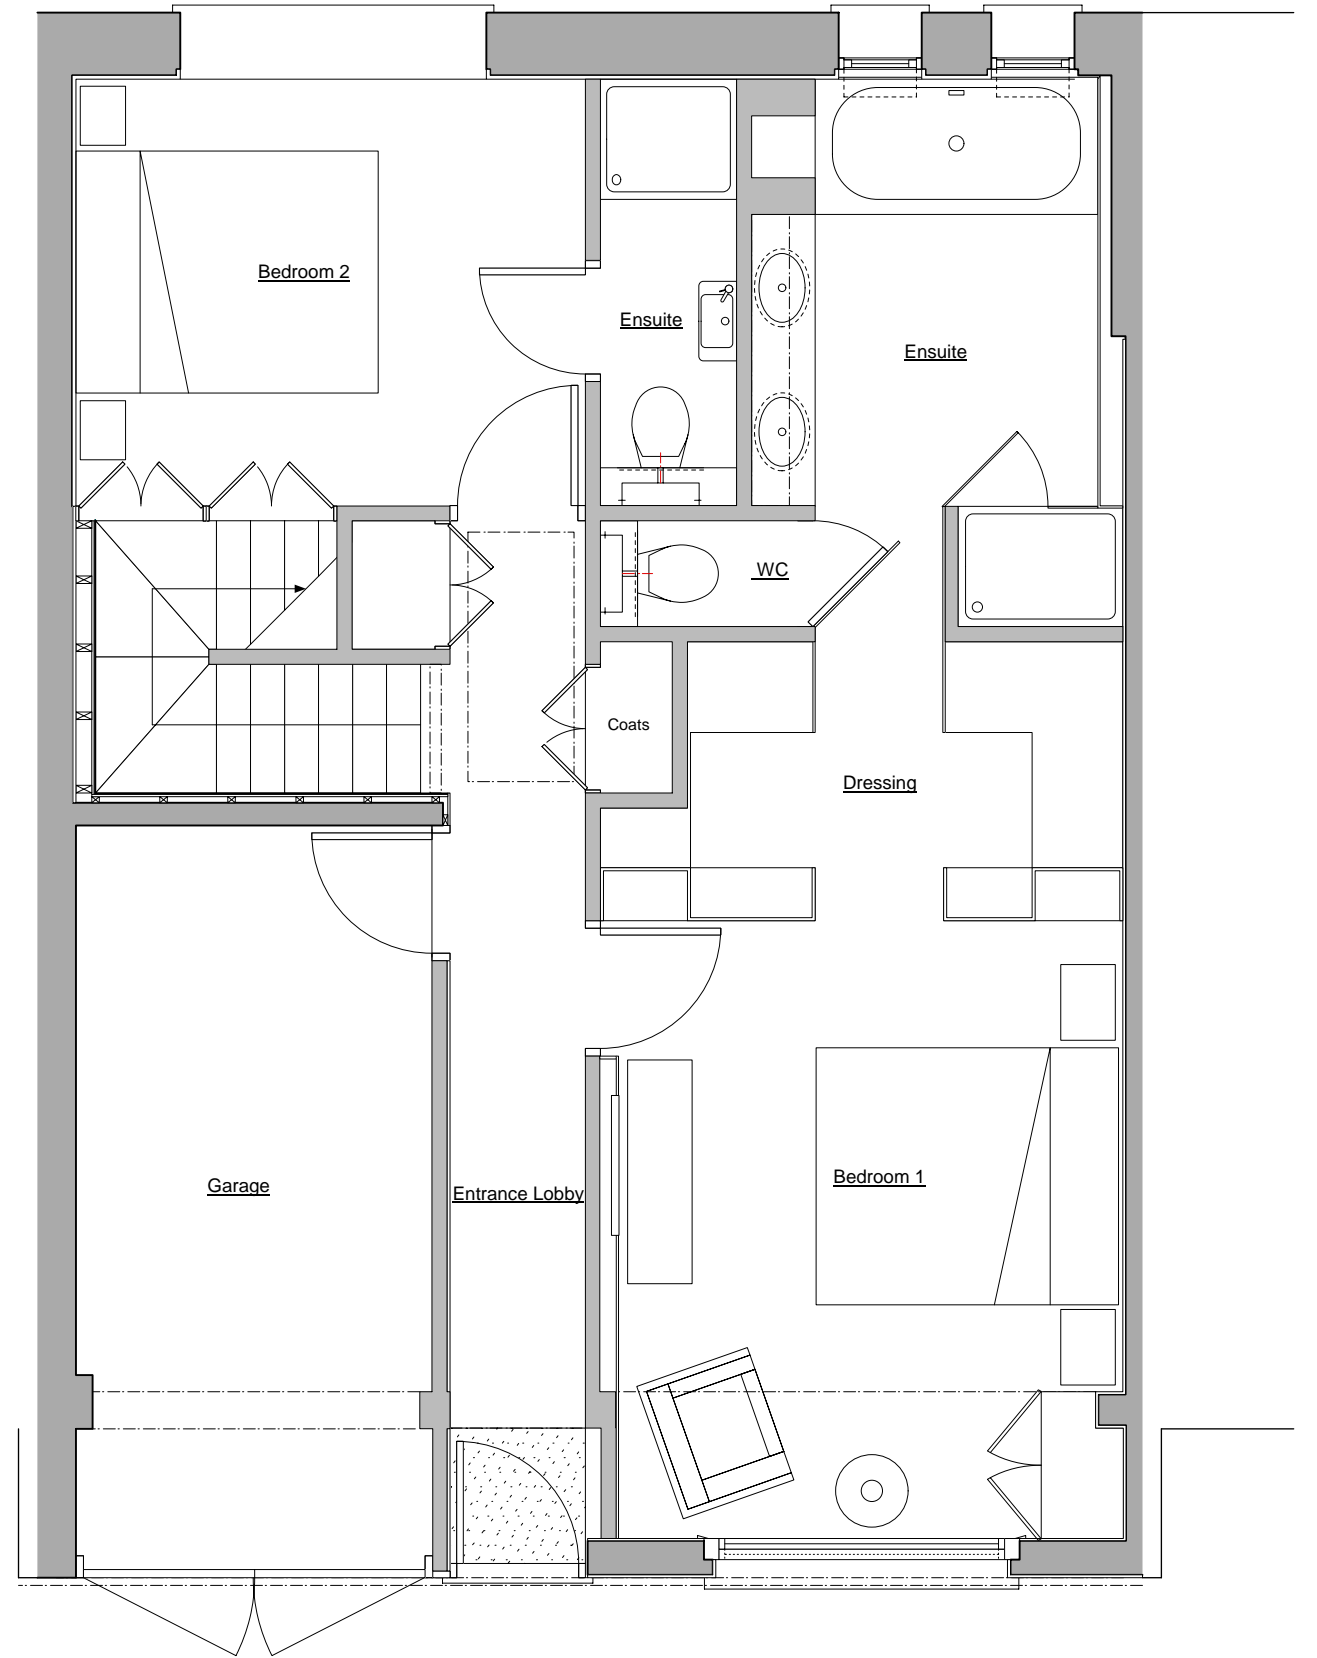 Bedroom 2
Ensuite
Ensuite
WC
Coats
Dressing
Bedroom 1
Garage
Entrance Lobby